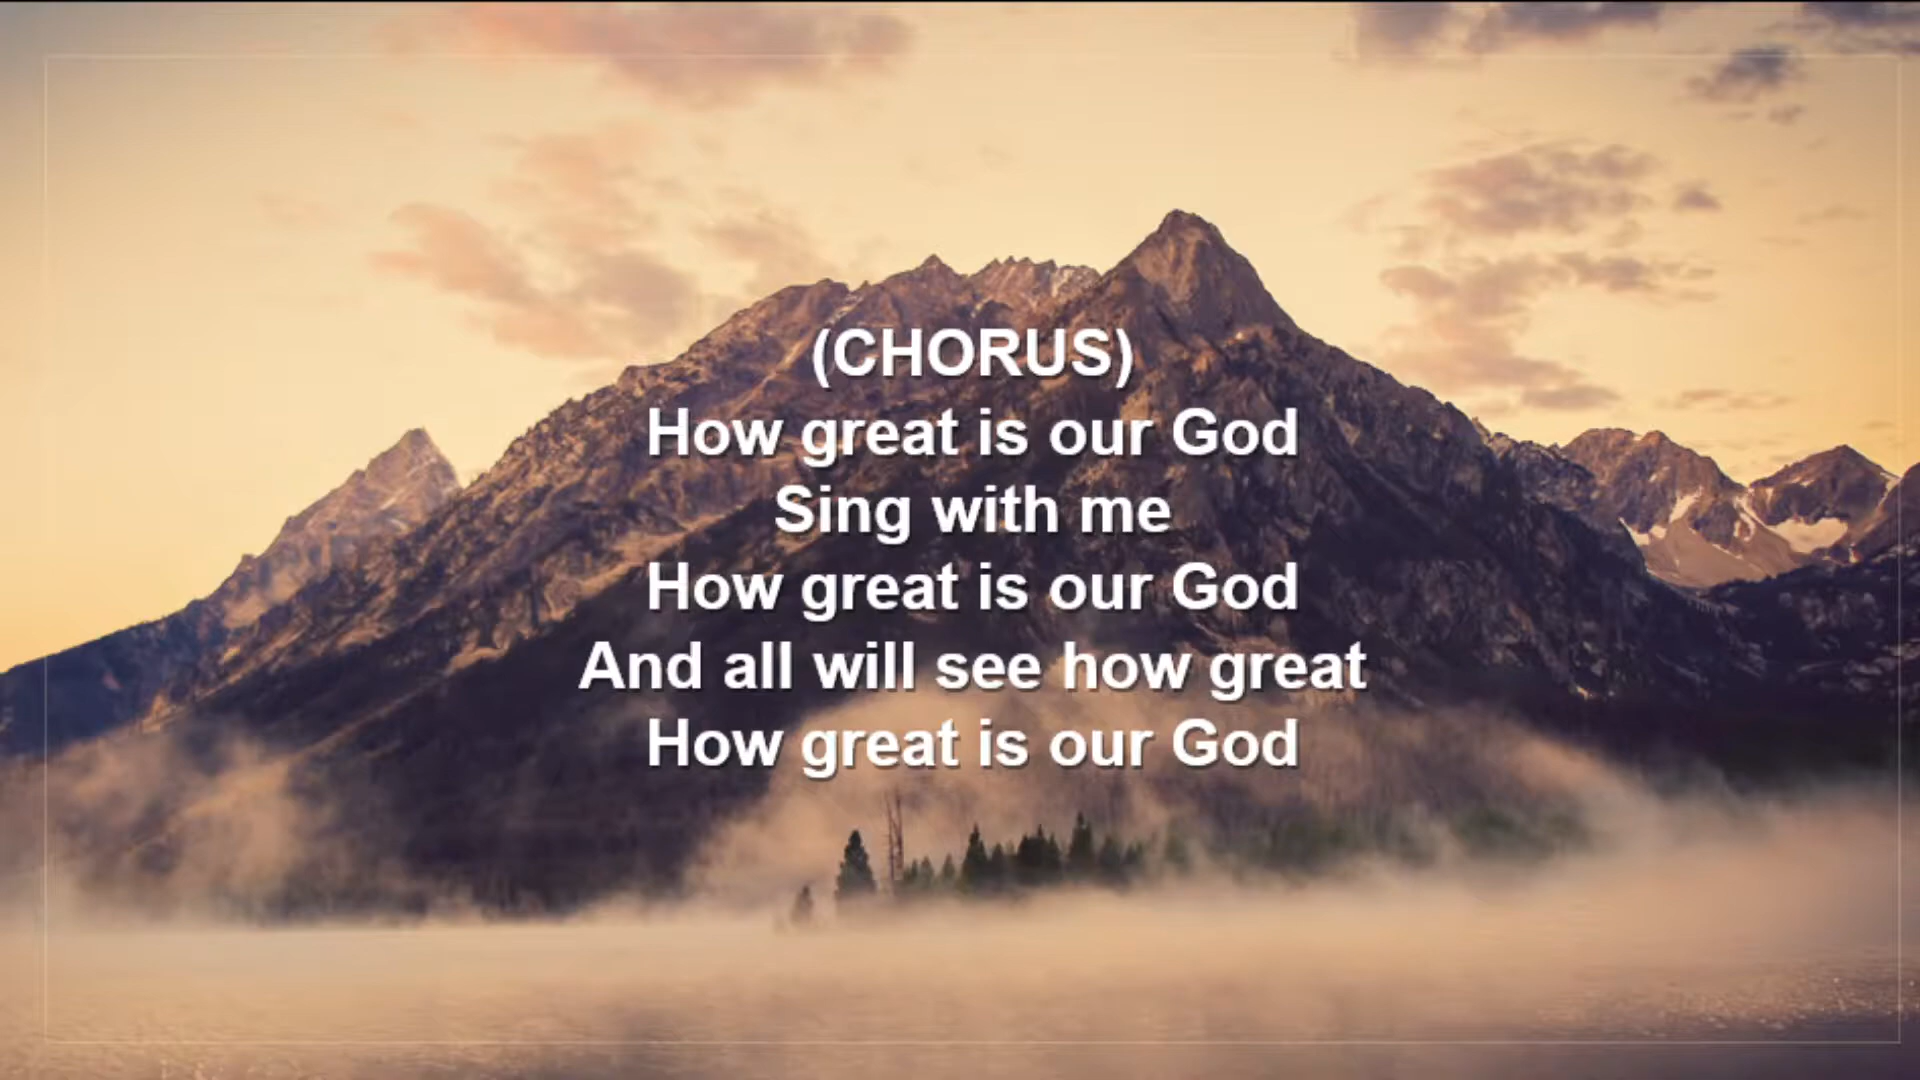 (CHORUS)
How great is our God
Sing with me
How great is our God
And all will see how great
How great is our God